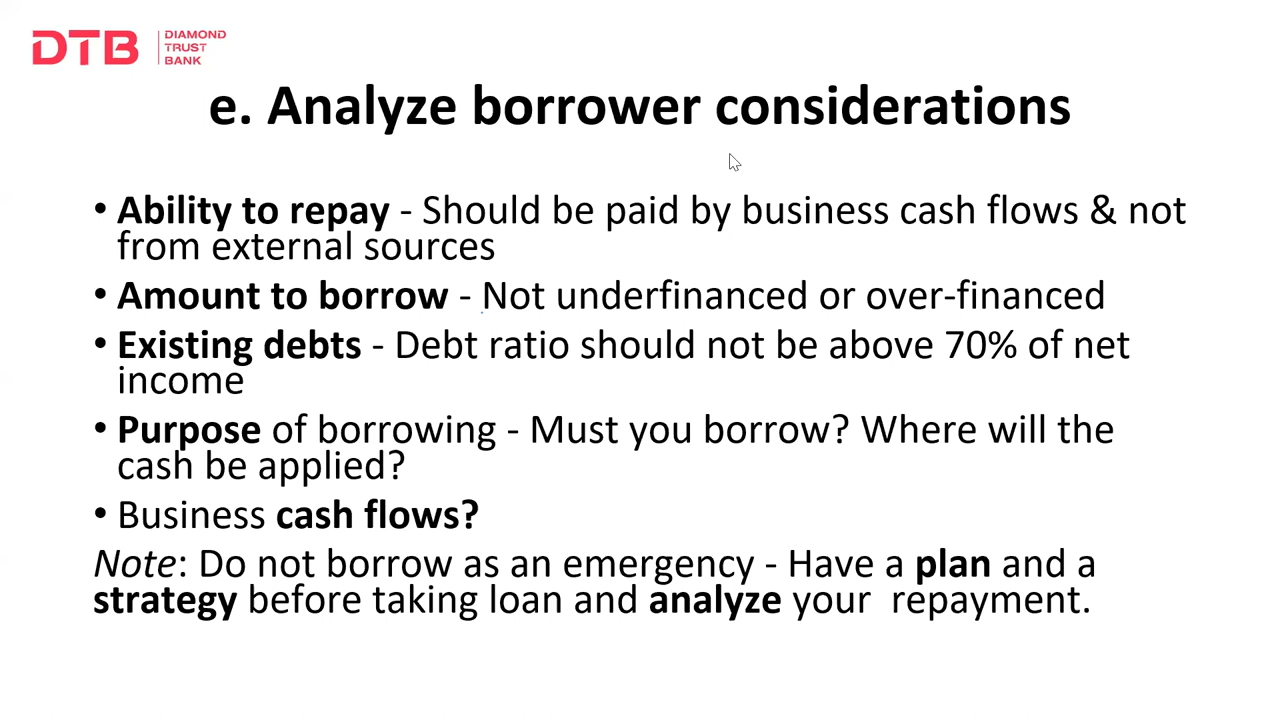 DTB
DIAMOND
TRUST
BANK
e. Analyze borrower considerations
• Ability to repay - Should be paid by business cash flows & not
from external sources
• Amount to borrow - Not underfinanced or over-financed
• Existing debts - Debt ratio should not be above 70% of net
income
• Purpose of borrowing - Must you borrow? Where will the
cash be applied?
• Business cash flows?
Note: Do not borrow as an emergency - Have a plan and a
strategy before taking loan and analyze your  repayment.